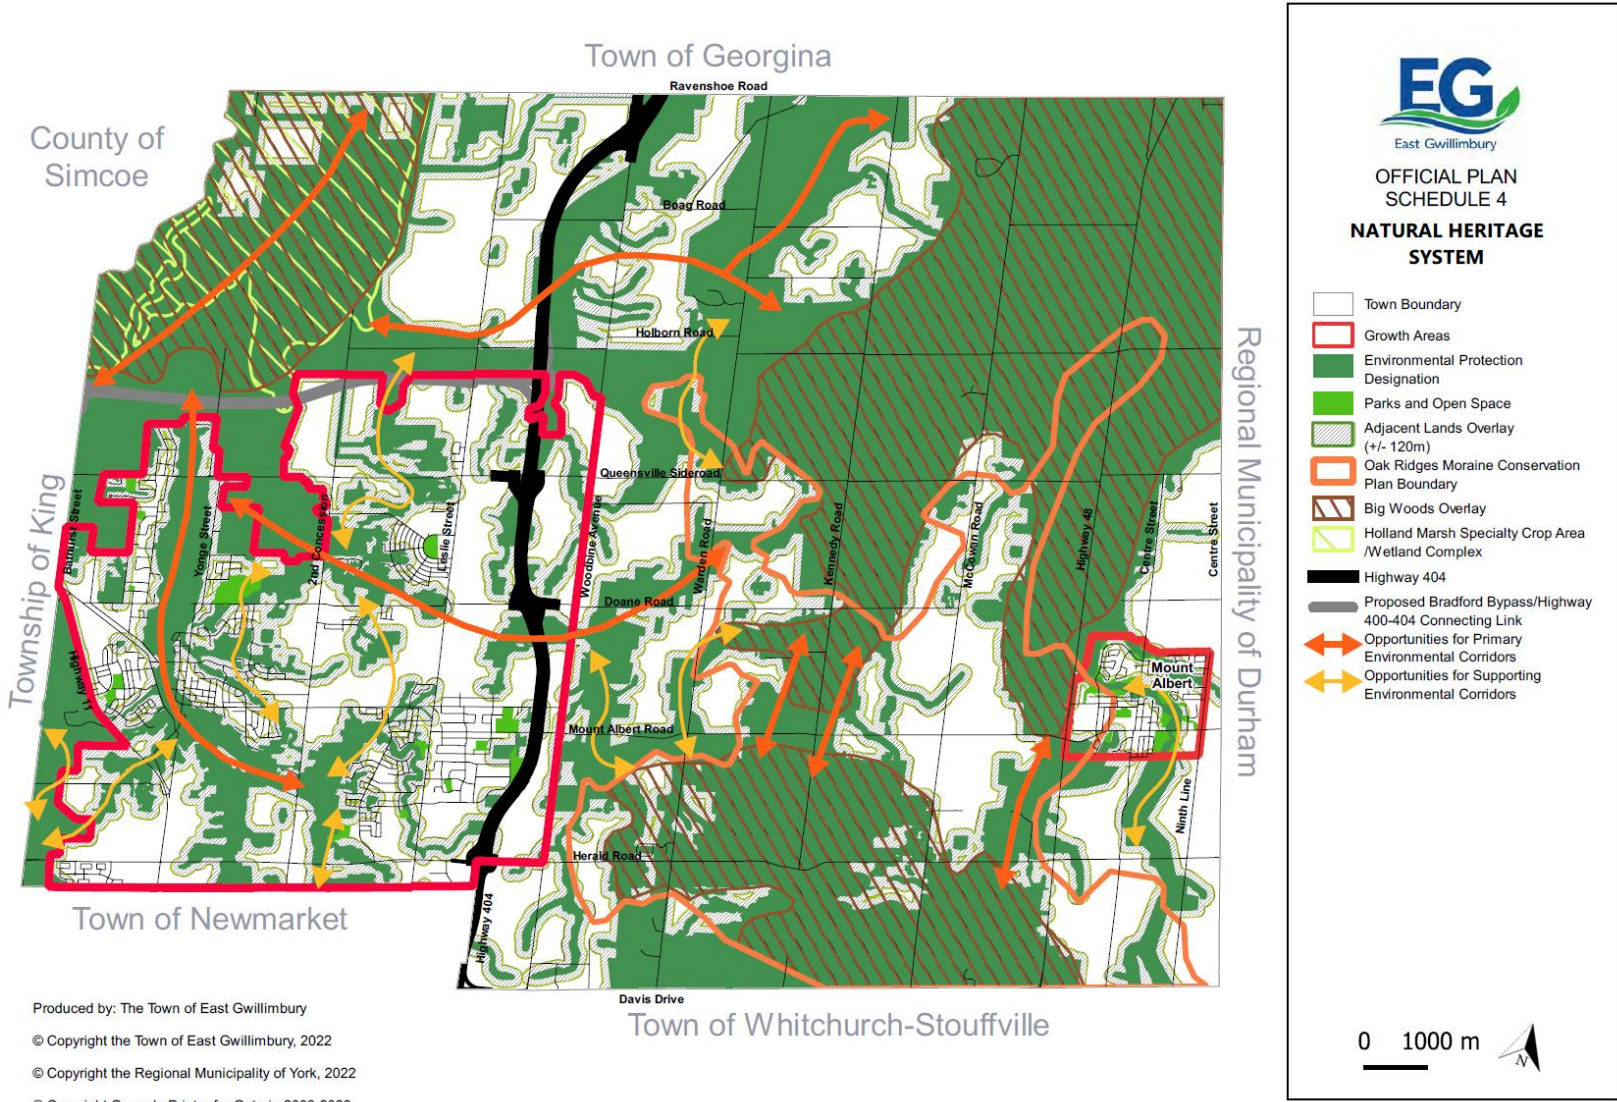 Town of Georgina
Ravenshoe Road
County of
Simcoe
Boag Road
Holborn Road
Queensville Sideroad
Township of King
Bathurst Street
Yonge Street
2nd Concession
Leslie Street
Woodbine Avenue
Warden Road
Kennedy Road
McCowan Road
Highway 48
Centre Street
Centre Street
Regional Municipality of Durham
Doane Road
Highway 11
Mount
Albert
Mount Albert Road
Ninth Line
Herald Road
Highway 404
Town of Newmarket
Davis Drive
Town of Whitchurch-Stouffville
Produced by: The Town of East Gwillimbury
© Copyright the Town of East Gwillimbury, 2022
© Copyright the Regional Municipality of York, 2022
EG
East Gwillimbury
OFFICIAL PLAN
SCHEDULE 4
NATURAL HERITAGE
SYSTEM
Town Boundary
Growth Areas
Environmental Protection
Designation
Parks and Open Space
Adjacent Lands Overlay
(+/- 120m)
Oak Ridges Moraine Conservation
Plan Boundary
Big Woods Overlay
Holland Marsh Specialty Crop Area
/Wetland Complex
Highway 404
Proposed Bradford Bypass/Highway
400-404 Connecting Link
Opportunities for Primary
Environmental Corridors
Opportunities for Supporting
Environmental Corridors
0 1000 m
N